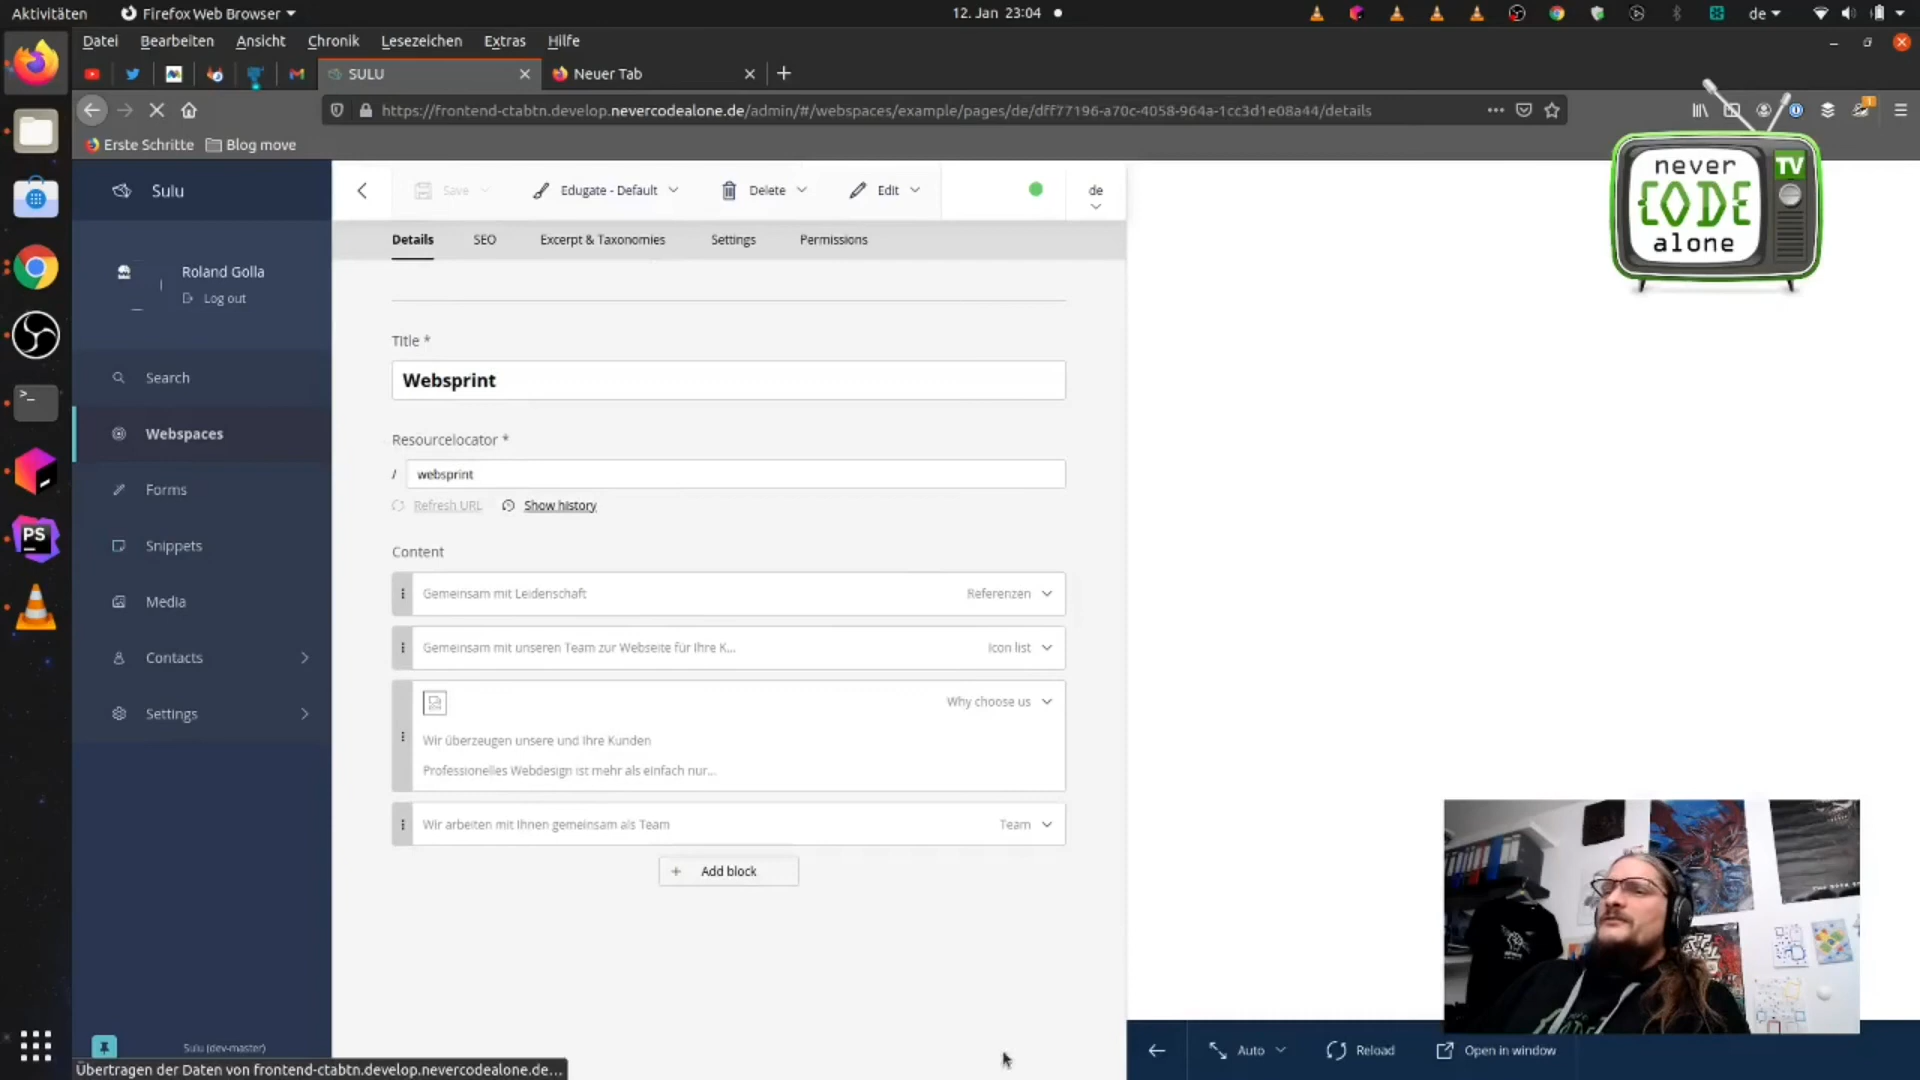 Aktivitäten
Firefox Web Browser
12. Jan 23:04
de
Datei Bearbeiten Ansicht Chronik Lesezeichen Extras Hilfe
SULU
Neuer Tab
https://frontend-ctabtn.develop.nevercodealone.de/admin/#/webspaces/example/pages/de/dff77196-a70c-4058-964a-1cc3d1e08a44/details
Erste Schritte
Blog move
never
CODE
alone
TV
Sulu
Save
Edugate - Default
Delete
Edit
de
Details
SEO
Excerpt & Taxonomies
Settings
Permissions
Roland Golla
Log out
Search
Webspaces
Forms
Snippets
Media
Contacts
Settings
Title *
Websprint
Resourcelocator *
/ websprint
Refresh URL
Show history
Content
Gemeinsam mit Leidenschaft
Referenzen
Gemeinsam mit unseren Team zur Webseite für Ihre K...
Icon list
Why choose us
Wir überzeugen unsere und Ihre Kunden
Professionelles Webdesign ist mehr als einfach nur...
Wir arbeiten mit Ihnen gemeinsam als Team
Team
+ Add block
PS
Sulu (dev-master)
Übertragen der Daten von frontend-ctabtn.develop.nevercodealone.de...
Auto
Reload
Open in window